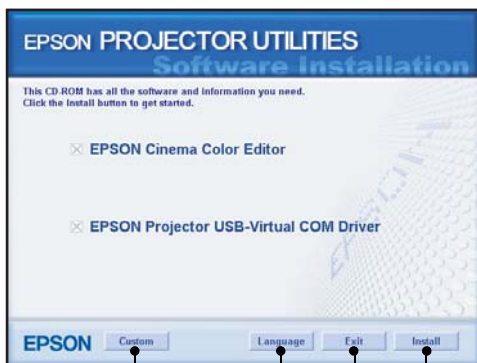 EPSON PROJECTOR UTILITIES
Software Installation
This CD-ROM has all the software and information you need.
Click the Install button to get started.
EPSON Cinema Color Editor
EPSON Projector USB-Virtual COM Driver
EPSON
EPSON Custom Language Exit Install